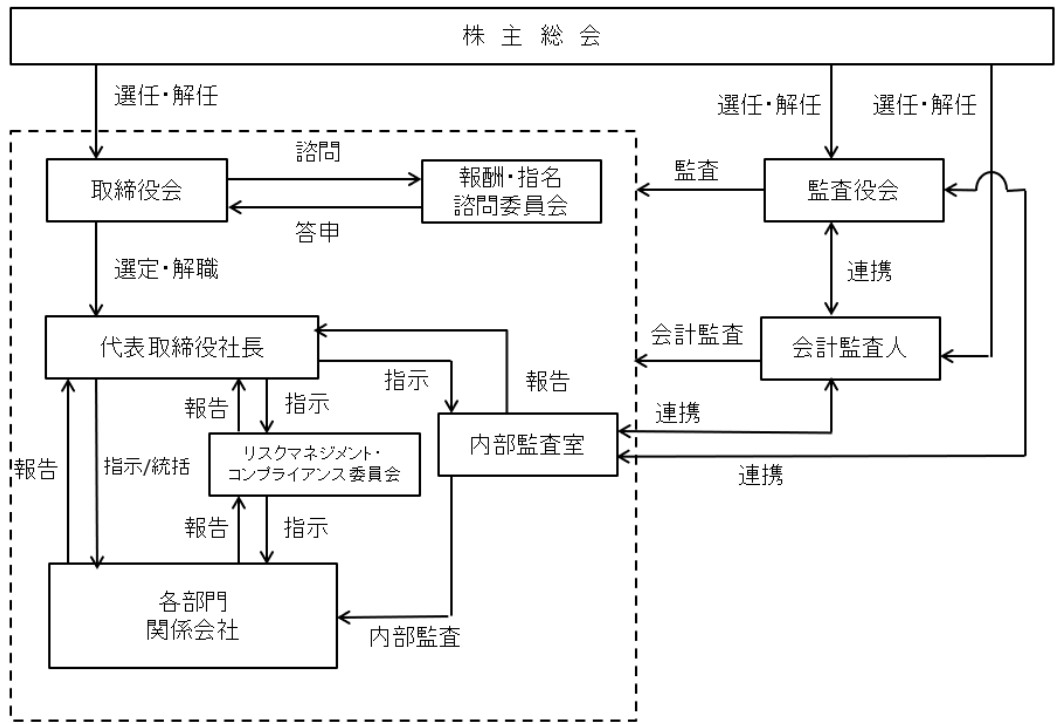 株主総会
選任・解任
選任・解任
選任・解任
諮問
取締役会
報酬・指名
諮問委員会
監査
監査役会
答申
選定・解職
連携
代表取締役社長
会計監査
会計監査人
指示
報告
報告
指示
連携
内部監査室
リスクマネジメント・
コンプライアンス委員会
報告
指示/統括
連携
報告
指示
各部門
関係会社
内部監査